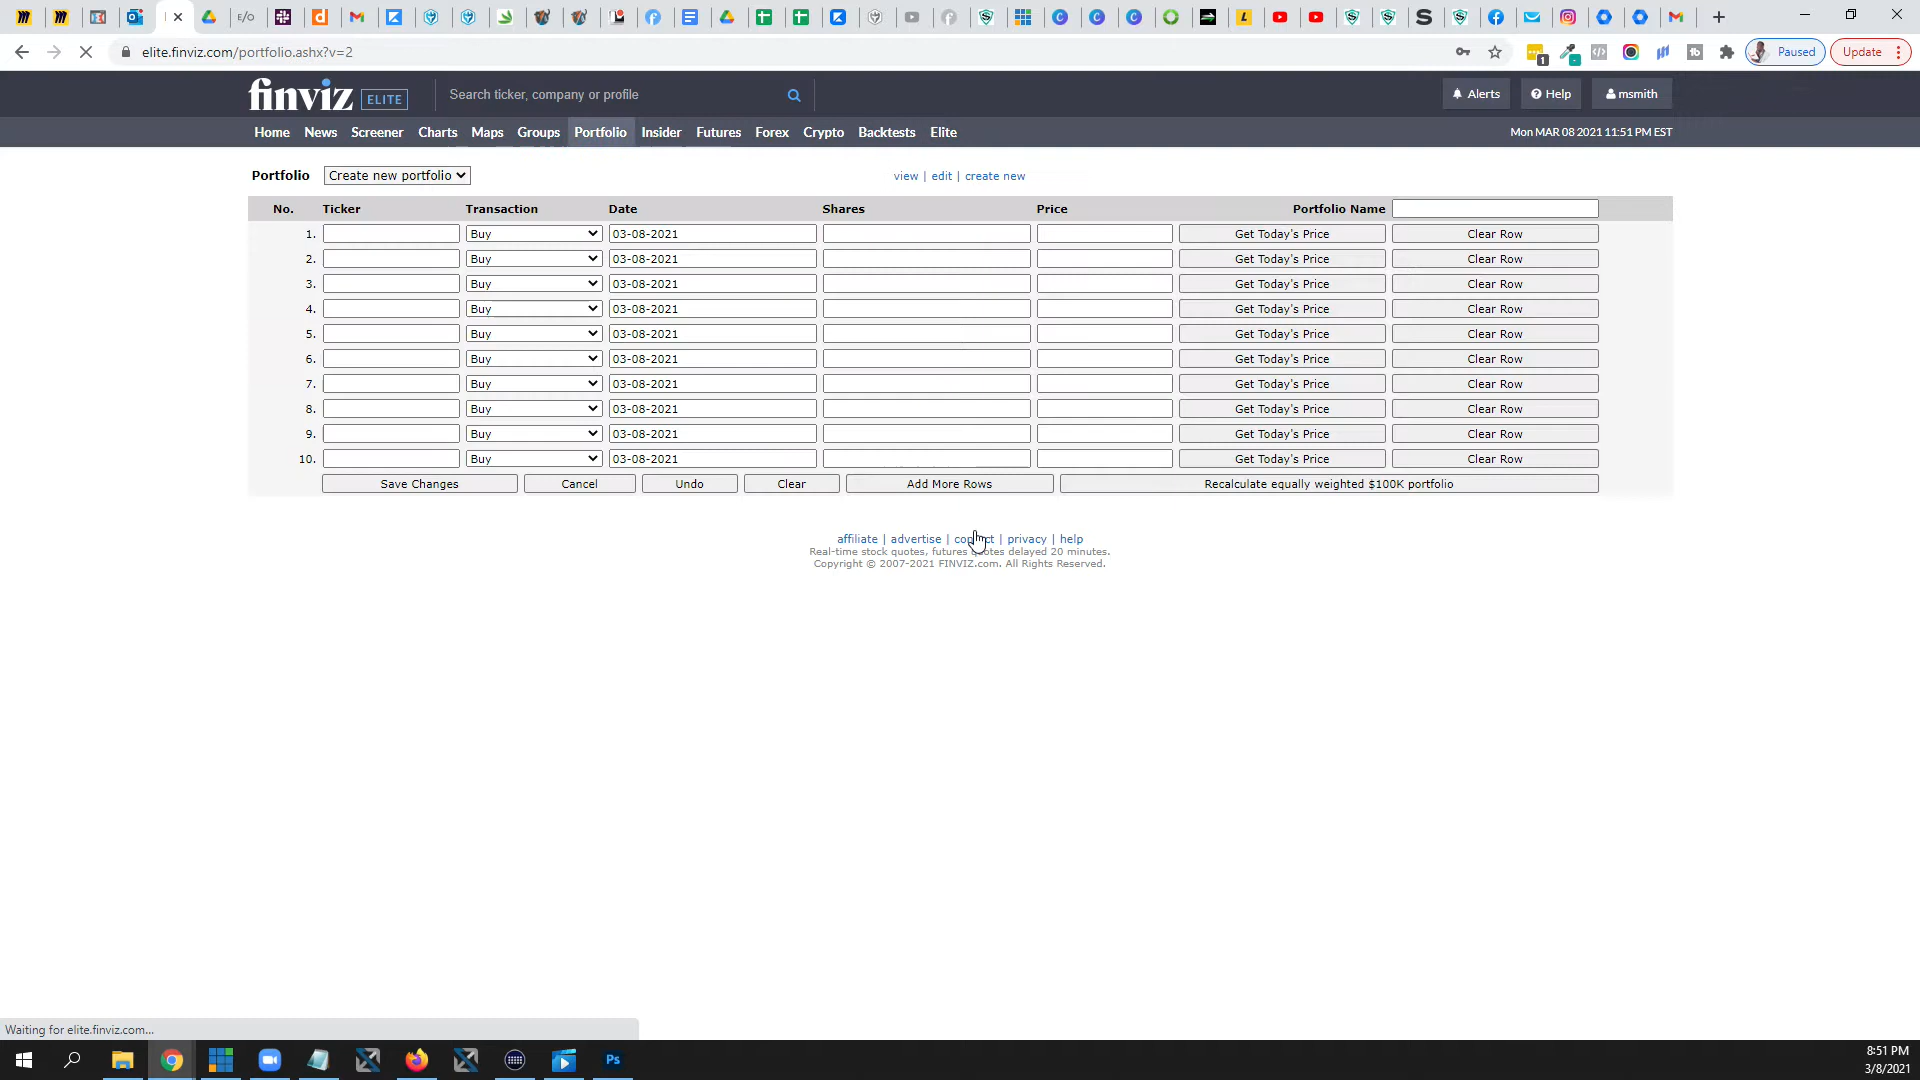 elite.finviz.com/portfolio.ashx?v=2
1
Paused
Update
finviz ELITE
Search ticker, company or profile
Alerts
Help
msmith
Home News Screener Charts Maps Groups Portfolio Insider Futures Forex Crypto Backtests Elite
Mon MAR 08 2021 11:51 PM EST
Portfolio Create new portfolio view | edit | create new
No. Ticker Transaction Date Shares Price Portfolio Name
1. Buy 03-08-2021 Get Today's Price Clear Row
2. Buy 03-08-2021 Get Today's Price Clear Row
3. Buy 03-08-2021 Get Today's Price Clear Row
4. Buy 03-08-2021 Get Today's Price Clear Row
5. Buy 03-08-2021 Get Today's Price Clear Row
6. Buy 03-08-2021 Get Today's Price Clear Row
7. Buy 03-08-2021 Get Today's Price Clear Row
8. Buy 03-08-2021 Get Today's Price Clear Row
9. Buy 03-08-2021 Get Today's Price Clear Row
10. Buy 03-08-2021 Get Today's Price Clear Row
Save Changes Cancel Undo Clear Add More Rows Recalculate equally weighted $100K portfolio
affiliate | advertise | contact | privacy | help
Real-time stock quotes, futures quotes delayed 20 minutes.
Copyright © 2007-2021 FINVIZ.com. All Rights Reserved.
Waiting for elite.finviz.com...
Ps
8:51 PM
3/8/2021